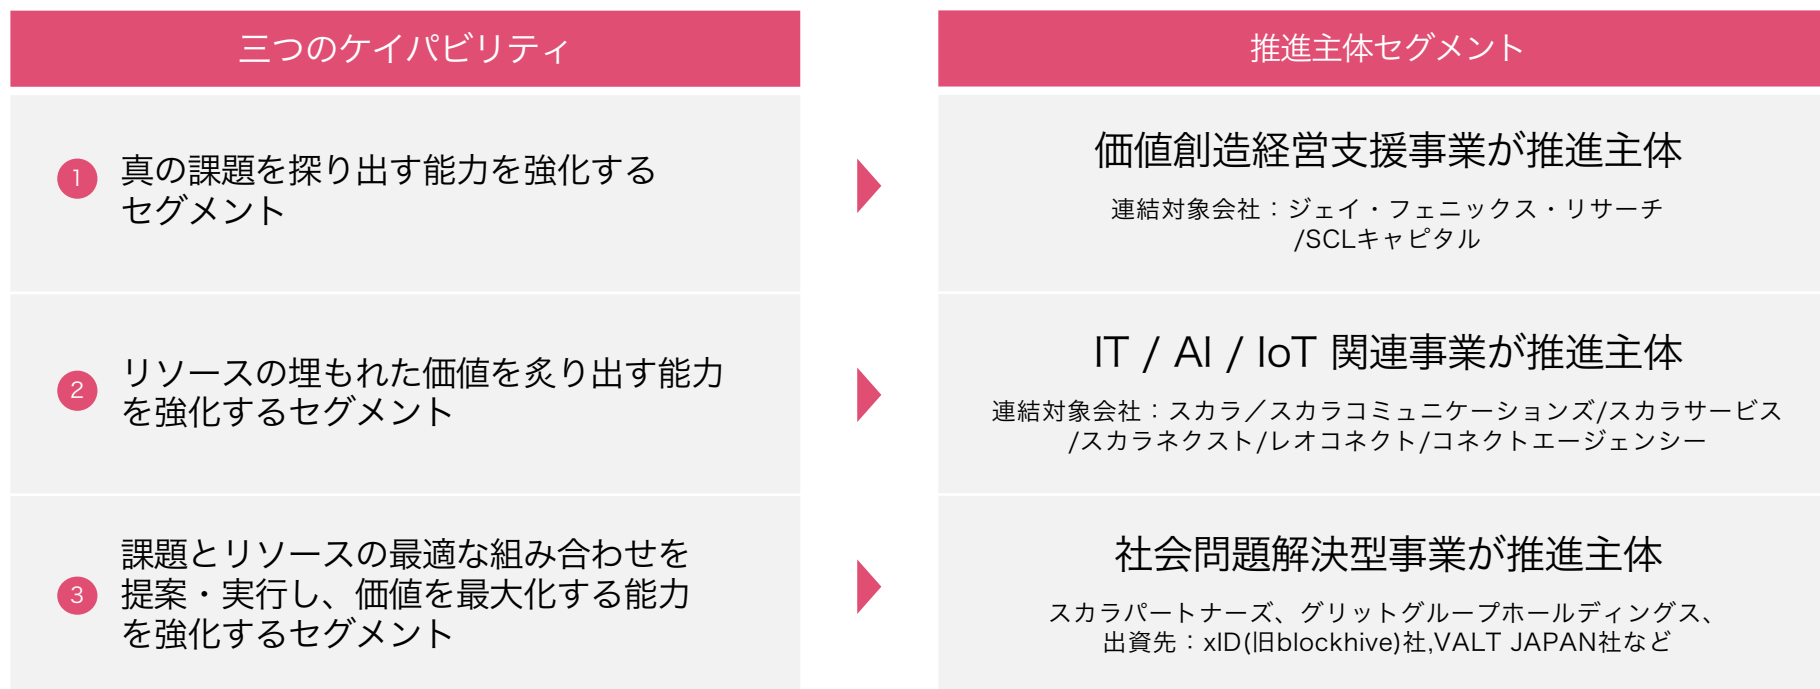 三つのケイパビリティ
推進主体セグメント
1
真の課題を探り出す能力を強化する
セグメント
価値創造経営支援事業が推進主体
連結対象会社：ジェイ・フェニックス・リサーチ
/SCLキャピタル
2
リソースの埋もれた価値を炙り出す能力
を強化するセグメント
IT / AI / IoT 関連事業が推進主体
連結対象会社：スカラ／スカラコミュニケーションズ/スカラサービス
/スカラネクスト/レオコネクト/コネクトエージェンシー
3
課題とリソースの最適な組み合わせを
提案・実行し、価値を最大化する能力
を強化するセグメント
社会問題解決型事業が推進主体
スカラパートナーズ、グリットグループホールディングス、
出資先：xID(旧blockhive)社,VALT JAPAN社など